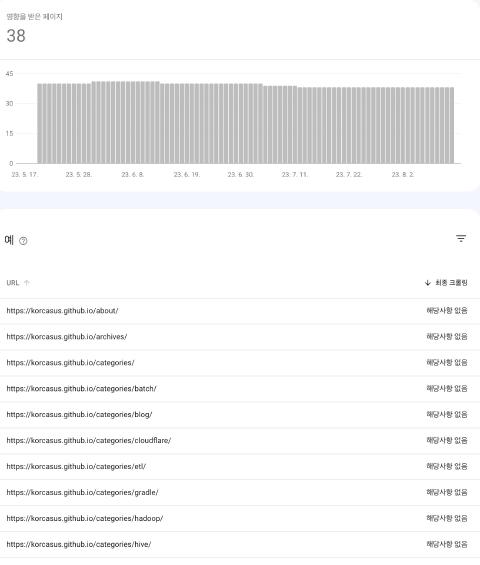 영향을 받은 페이지
38
45
30
15
0
23. 5. 17. 23. 5. 28. 23. 6. 8. 23. 6. 19. 23. 6. 30. 23. 7. 11. 23. 7. 22. 23. 8. 2.
예
URL 최종 크롤링
https://korcasus.github.io/about/ 해당사항 없음
https://korcasus.github.io/archives/ 해당사항 없음
https://korcasus.github.io/categories/ 해당사항 없음
https://korcasus.github.io/categories/batch/ 해당사항 없음
https://korcasus.github.io/categories/blog/ 해당사항 없음
https://korcasus.github.io/categories/cloudflare/ 해당사항 없음
https://korcasus.github.io/categories/etl/ 해당사항 없음
https://korcasus.github.io/categories/gradle/ 해당사항 없음
https://korcasus.github.io/categories/hadoop/ 해당사항 없음
https://korcasus.github.io/categories/hive/ 해당사항 없음